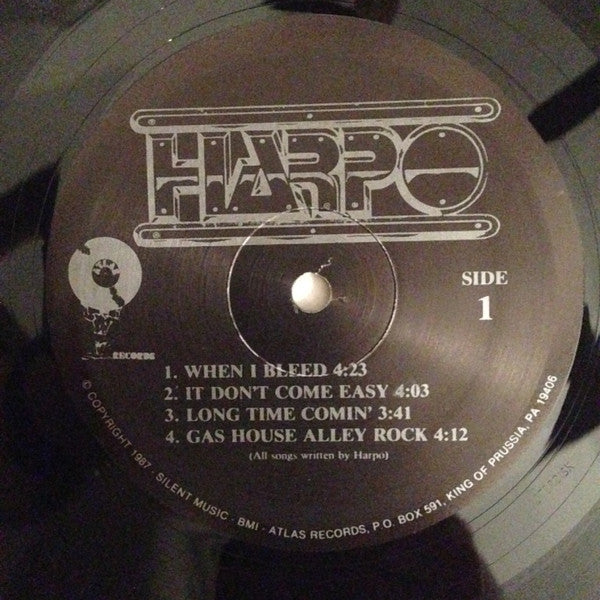 HARPO
RECORDS
SIDE
1
1. WHEN I BLEED 4:23
2. IT DON'T COME EASY 4:03
3. LONG TIME COMIN' 3:41
4. GAS HOUSE ALLEY ROCK 4:12
(All songs written by Harpo)
© COPYRIGHT 1987 - SILENT MUSIC - BMI - ATLAS RECORDS, P.O. BOX 591, KING OF PRUSSIA, PA 19406